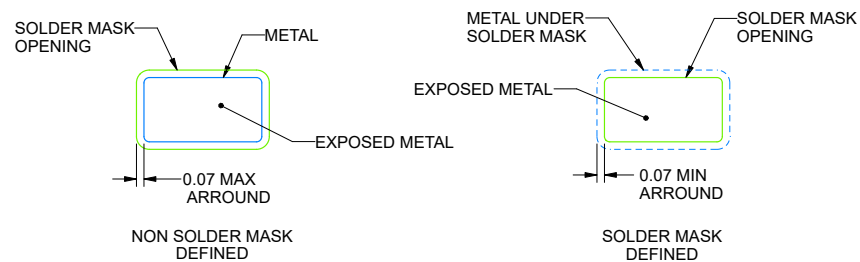 SOLDER MASK
OPENING
METAL
EXPOSED METAL
0.07 MAX
ARROUND
NON SOLDER MASK
DEFINED
METAL UNDER
SOLDER MASK
SOLDER MASK
OPENING
EXPOSED METAL
0.07 MIN
ARROUND
SOLDER MASK
DEFINED